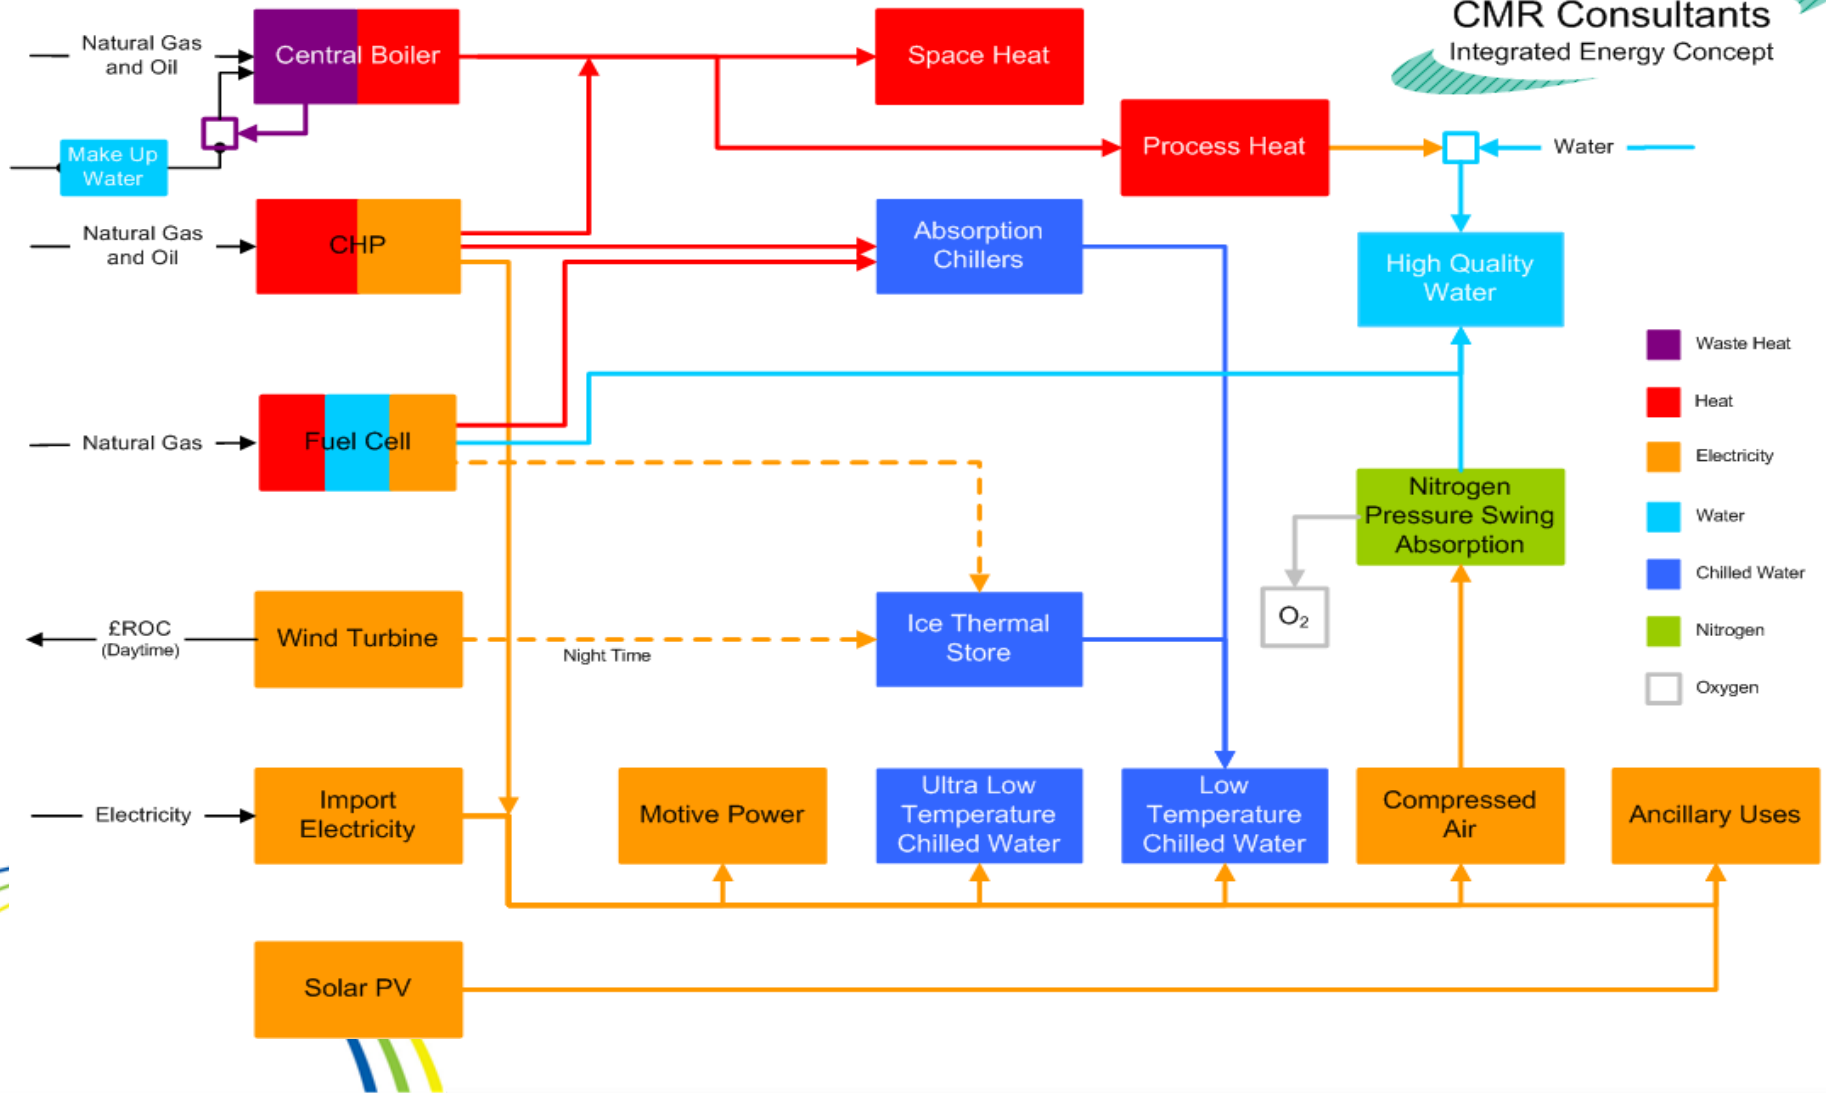 CMR Consultants
Integrated Energy Concept
Natural Gas
and Oil
Central Boiler
Space Heat
Make Up
Water
Process Heat
Water
Natural Gas
and Oil
CHP
Absorption
Chillers
High Quality
Water
Waste Heat
Heat
Electricity
Water
Chilled Water
Nitrogen
Oxygen
Natural Gas
Fuel Cell
Nitrogen
Pressure Swing
Absorption
O₂
£ROC
(Daytime)
Wind Turbine
Night Time
Ice Thermal
Store
Electricity
Import
Electricity
Motive Power
Ultra Low
Temperature
Chilled Water
Low
Temperature
Chilled Water
Compressed
Air
Ancillary Uses
Solar PV